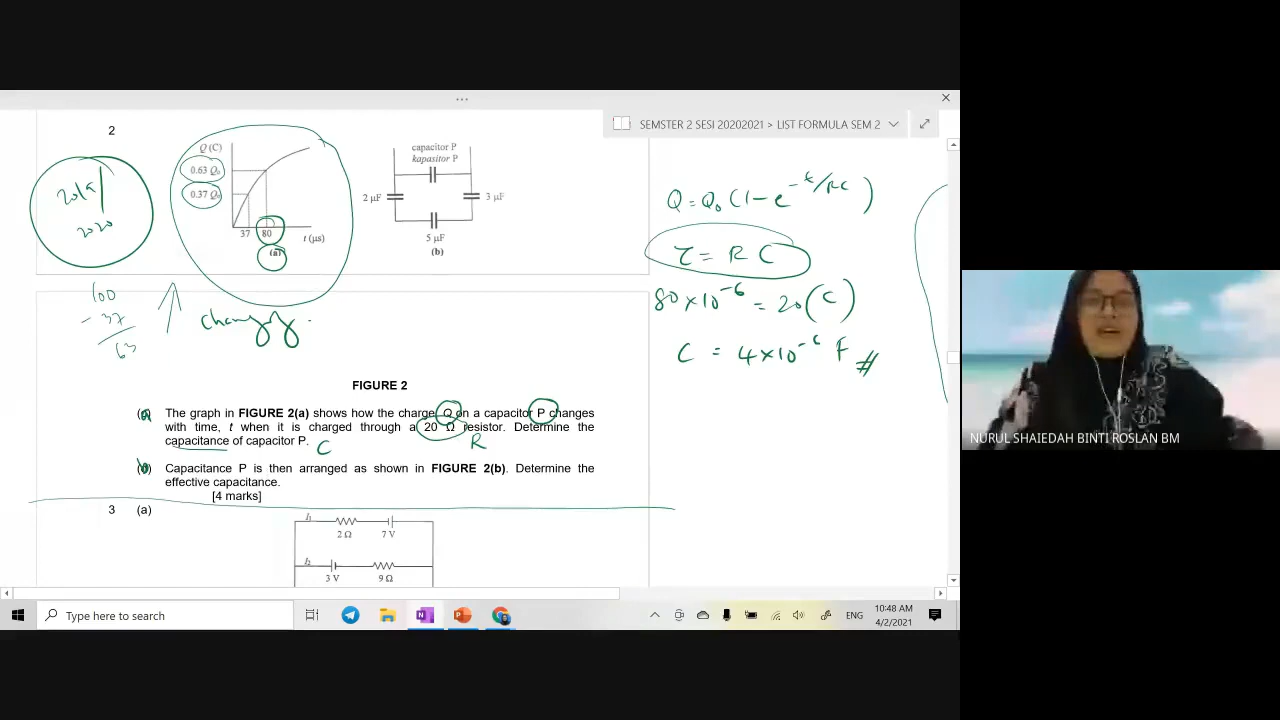 SEMSTER 2 SESI 20202021 > LIST FORMULA SEM 2
2
Q (C)
0.63 Q₀
0.37 Q₀
37 80
t (μs)
(a)
capacitor P
kapasitor P
2 μF
3 μF
5 μF
(b)
2019/
2020
100
- 37
63
changing.
Q = Q₀ (1 - e^-t/RC)
τ = R C
80 x 10^-6 = 20 (C)
C = 4 x 10^-6 F #
FIGURE 2
(a) The graph in FIGURE 2(a) shows how the charge Q on a capacitor P changes
with time, t when it is charged through a 20 Ω resistor. Determine the
capacitance of capacitor P.
C
R
(b) Capacitance P is then arranged as shown in FIGURE 2(b). Determine the
effective capacitance.
[4 marks]
3 (a)
I₁
2 Ω 7 V
I₂
3 V 9 Ω
NURUL SHAIEDAH BINTI ROSLAN BM
Type here to search
ENG
10:48 AM
4/2/2021